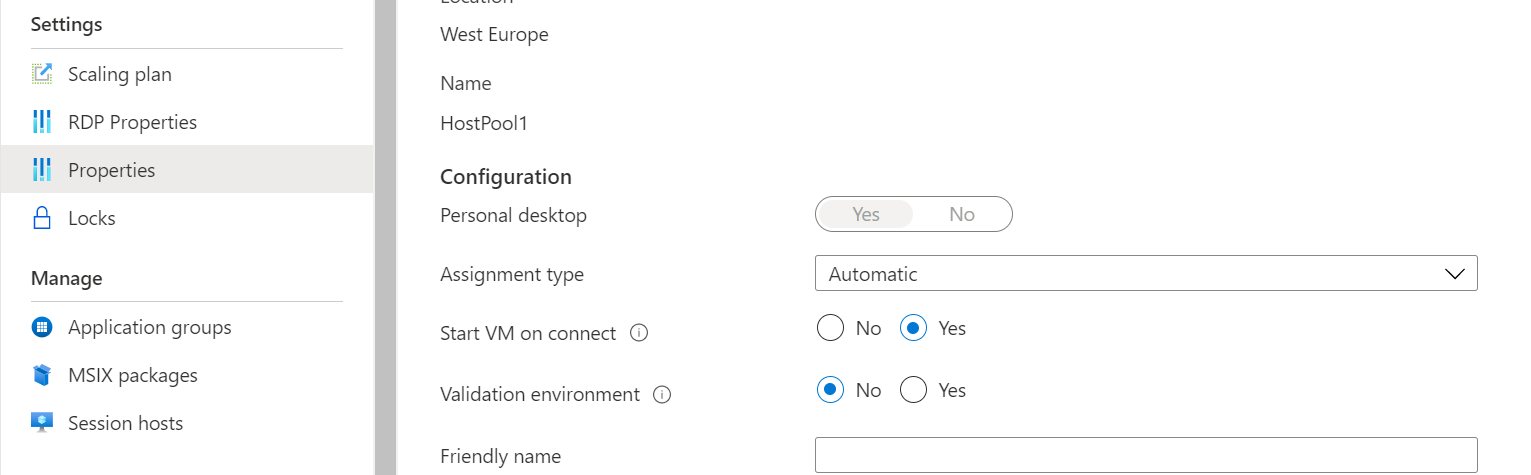 Settings
Scaling plan
RDP Properties
Properties
Locks
Manage
Application groups
MSIX packages
Session hosts
Location
West Europe
Name
HostPool1
Configuration
Personal desktop Yes No
Assignment type Automatic
Start VM on connect No Yes
Validation environment No Yes
Friendly name